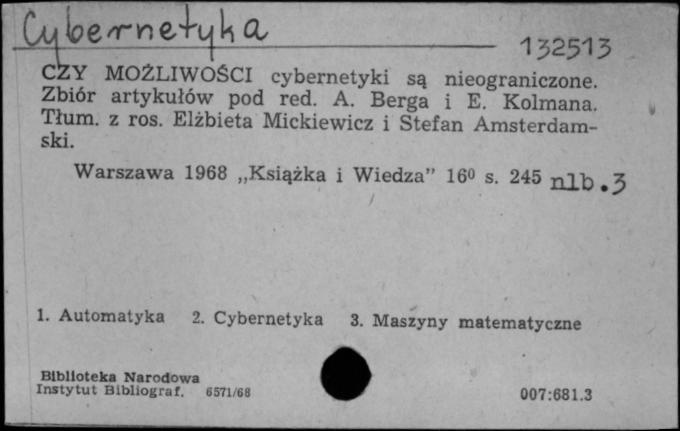 Cybernetyka
132513
CZY MOŻLIWOŚCI cybernetyki są nieograniczone.
Zbiór artykułów pod red. A. Berga i E. Kolmana.
Tłum. z ros. Elżbieta Mickiewicz i Stefan Amsterdam-
ski.
Warszawa 1968 „Książka i Wiedza” 16⁰ s. 245 nlb.3
1. Automatyka 2. Cybernetyka 3. Maszyny matematyczne
Biblioteka Narodowa
Instytut Bibliograf. 6571/68 007:681.3